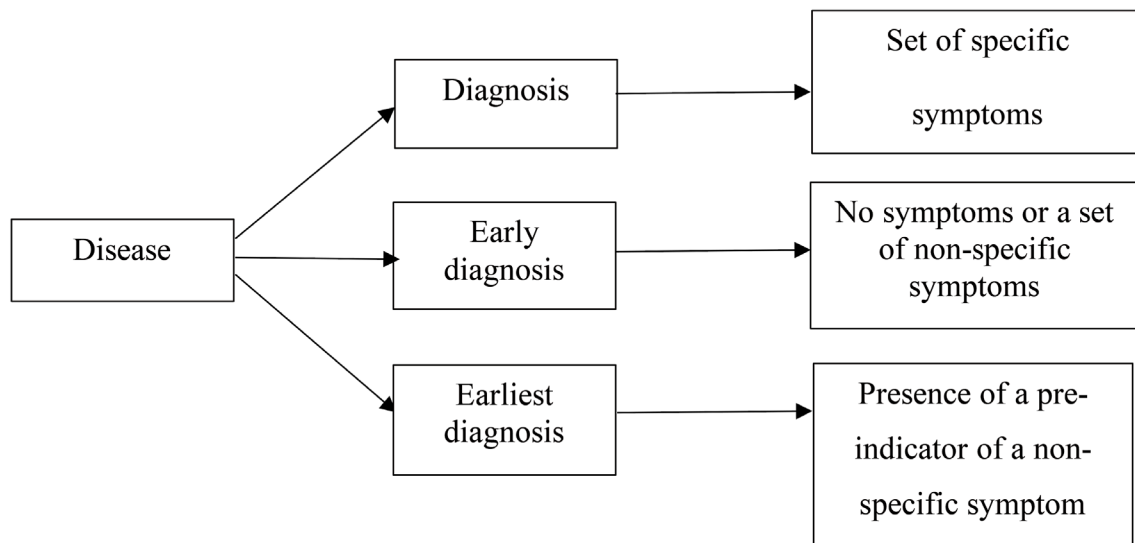 Disease
Diagnosis
Set of specific
symptoms
Early
diagnosis
No symptoms or a set
of non-specific
symptoms
Earliest
diagnosis
Presence of a pre-
indicator of a non-
specific symptom